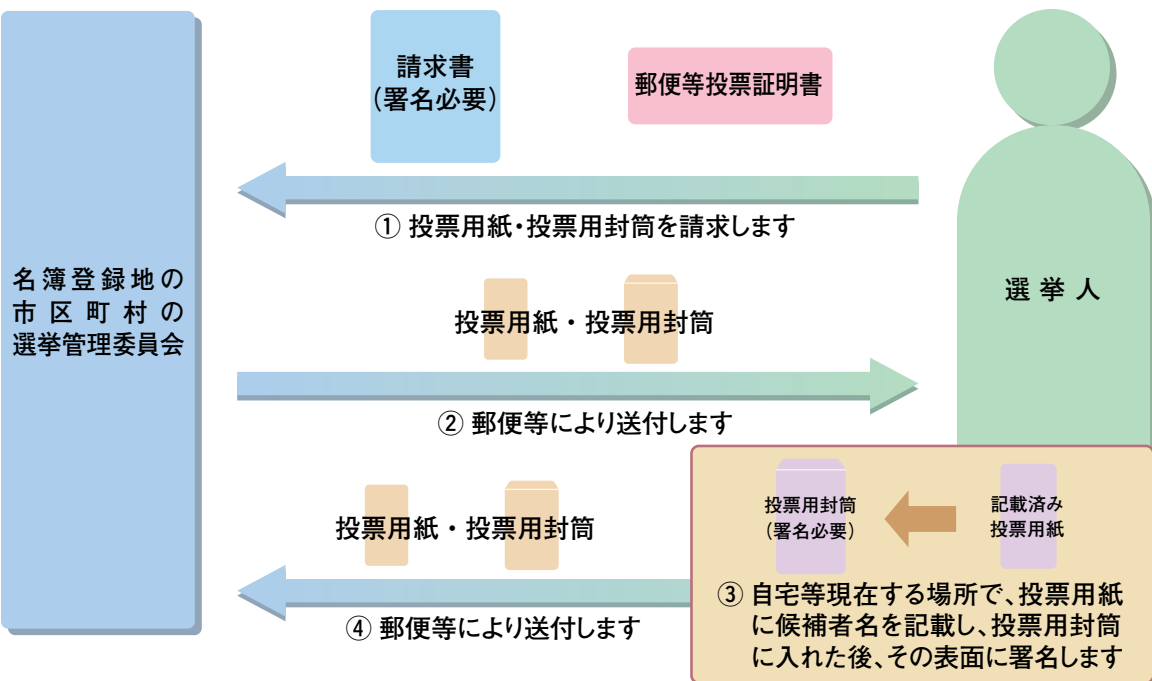 請求書
(署名必要)
郵便等投票証明書
① 投票用紙・投票用封筒を請求します
名簿登録地の
市区町村の
選挙管理委員会
選挙人
投票用紙・投票用封筒
② 郵便等により送付します
投票用紙・投票用封筒
④ 郵便等により送付します
投票用封筒
(署名必要)
記載済み
投票用紙
③ 自宅等現在する場所で、投票用紙
に候補者名を記載し、投票用封筒
に入れた後、その表面に署名します